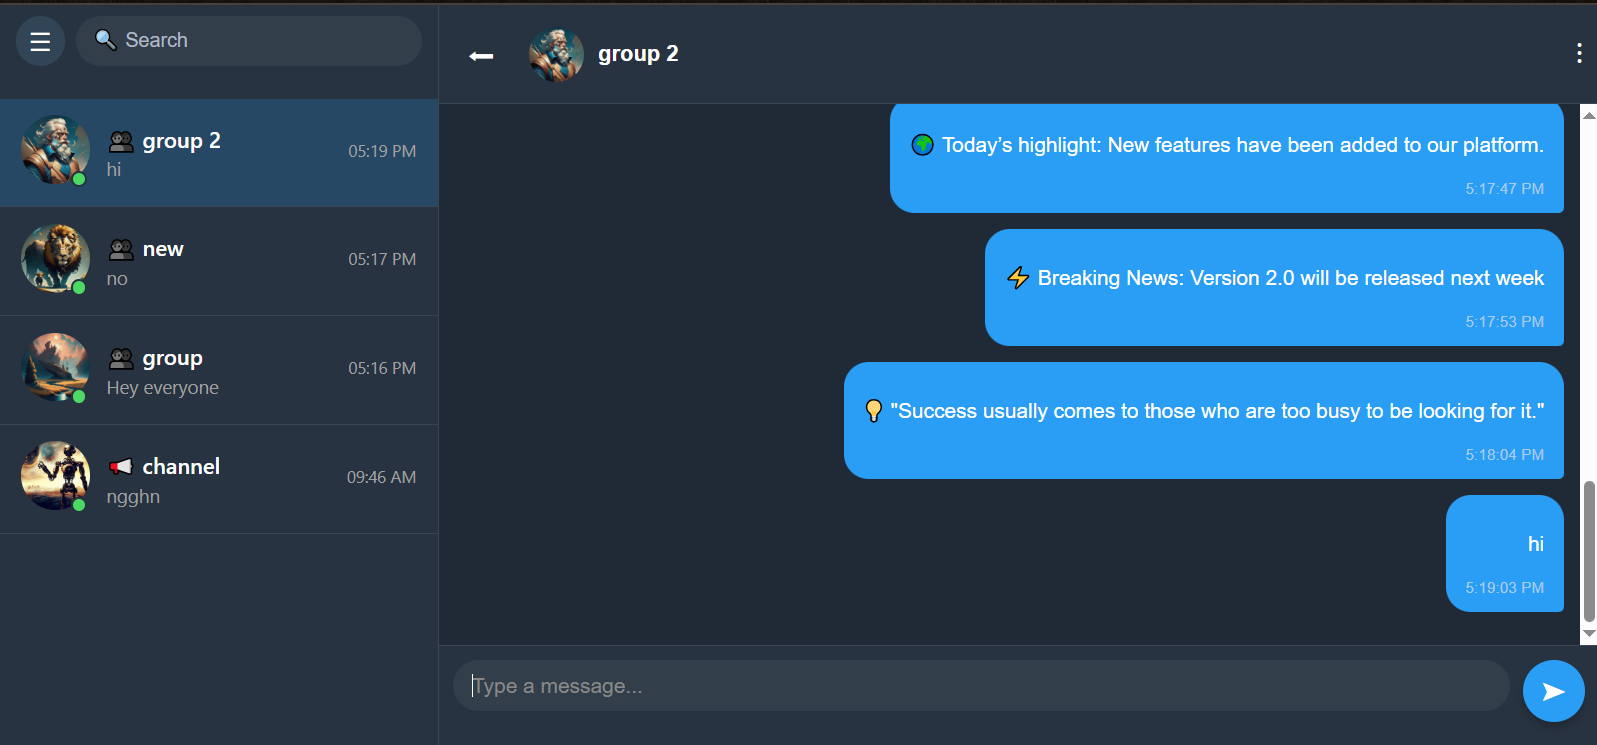 Search
group 2
hi
05:19 PM
new
no
05:17 PM
group
Hey everyone
05:16 PM
channel
ngghn
09:46 AM
group 2
Today’s highlight: New features have been added to our platform.
5:17:47 PM
Breaking News: Version 2.0 will be released next week
5:17:53 PM
"Success usually comes to those who are too busy to be looking for it."
5:18:04 PM
hi
5:19:03 PM
Type a message...